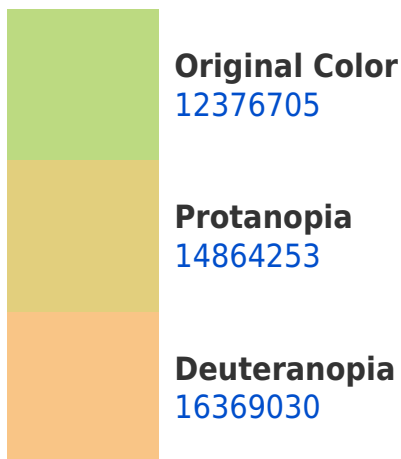 Original Color
12376705
Protanopia
14864253
Deuteranopia
16369030